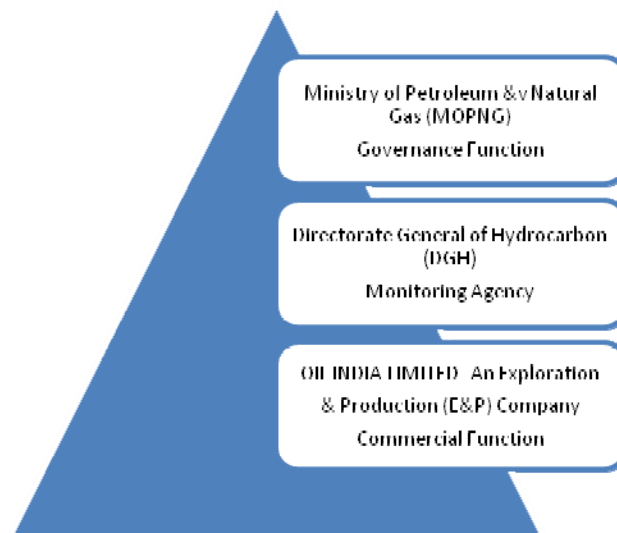 Ministry of Petroleum &v Natural
Gas (MOPNG)
Governance Function
Directorate General of Hydrocarbon
(DGH)
Monitoring Agency
OIL INDIA LIMITED- An Exploration
& Production (E&P) Company
Commercial Function